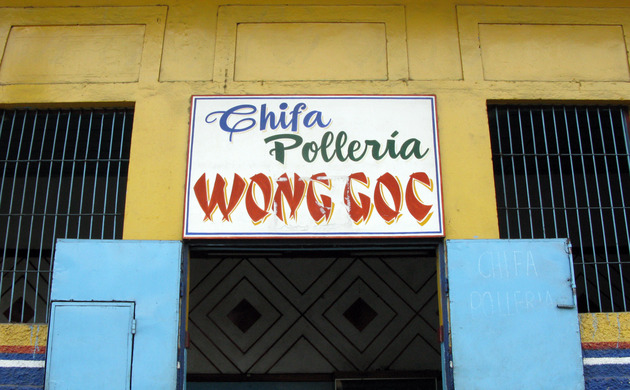 Chifa
Pollería
WONG GOC
CHIFA
POLLERIA